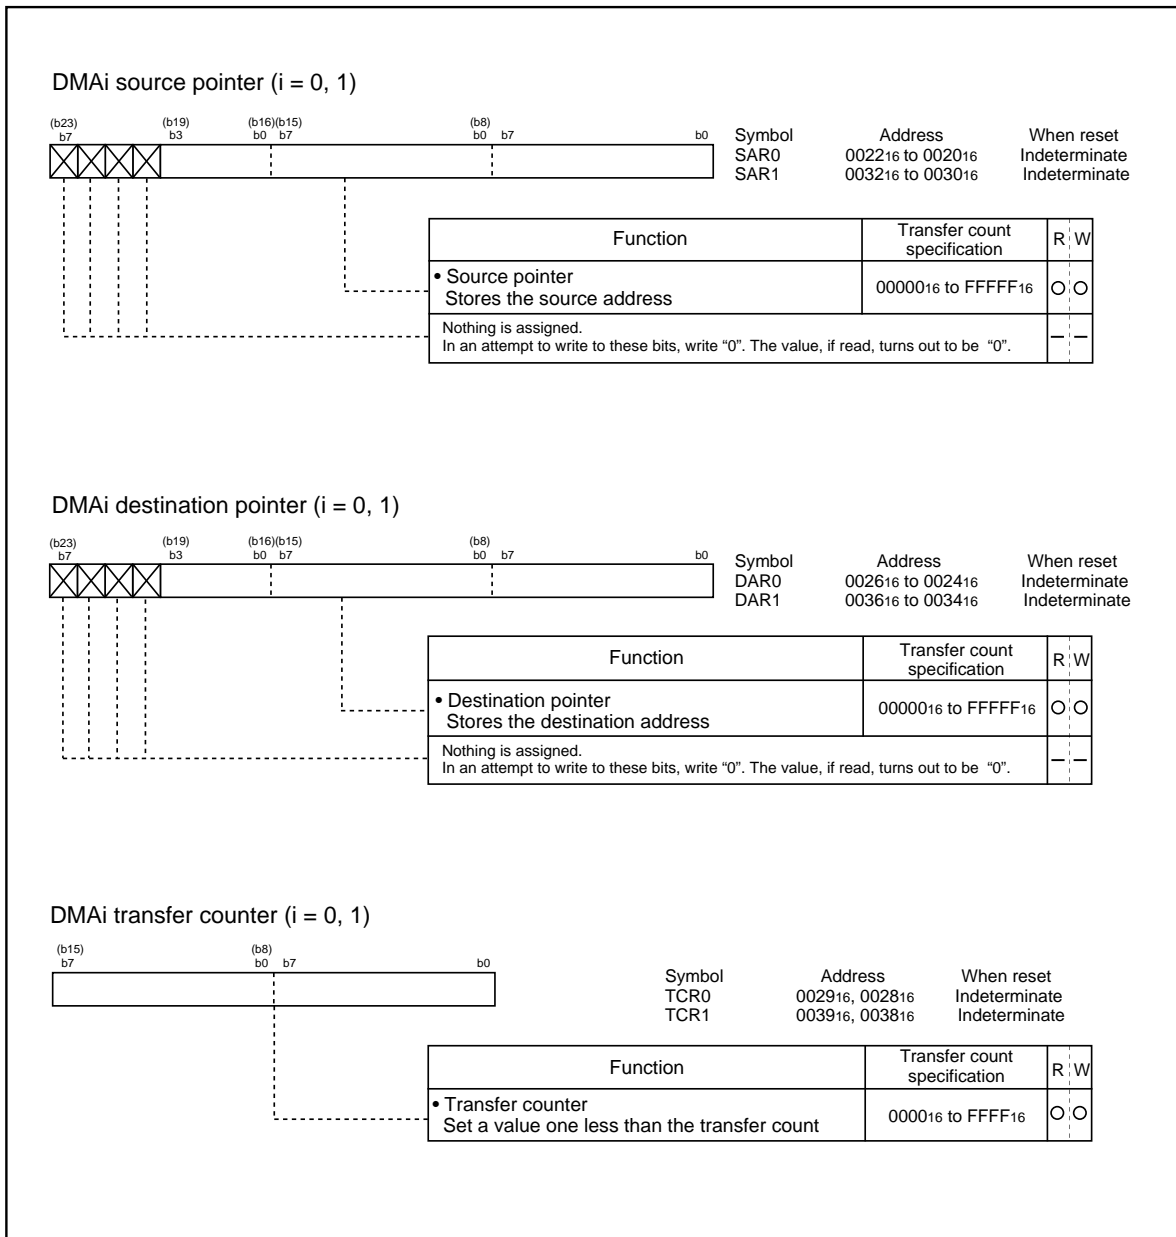 DMAi source pointer (i = 0, 1)
(b23) (b19) (b16)(b15) (b8)
b7 b3 b0 b7 b0 b7 b0
Symbol Address When reset
SAR0 002216 to 002016 Indeterminate
SAR1 003216 to 003016 Indeterminate
Function Transfer count specification R W
• Source pointer
Stores the source address
0000016 to FFFFF16 O O
Nothing is assigned.
In an attempt to write to these bits, write “0”. The value, if read, turns out to be “0”.
– –
DMAi destination pointer (i = 0, 1)
(b23) (b19) (b16)(b15) (b8)
b7 b3 b0 b7 b0 b7 b0
Symbol Address When reset
DAR0 002616 to 002416 Indeterminate
DAR1 003616 to 003416 Indeterminate
Function Transfer count specification R W
• Destination pointer
Stores the destination address
0000016 to FFFFF16 O O
Nothing is assigned.
In an attempt to write to these bits, write “0”. The value, if read, turns out to be “0”.
– –
DMAi transfer counter (i = 0, 1)
(b15) (b8)
b7 b0 b7 b0
Symbol Address When reset
TCR0 002916, 002816 Indeterminate
TCR1 003916, 003816 Indeterminate
Function Transfer count specification R W
• Transfer counter
Set a value one less than the transfer count
000016 to FFFF16 O O